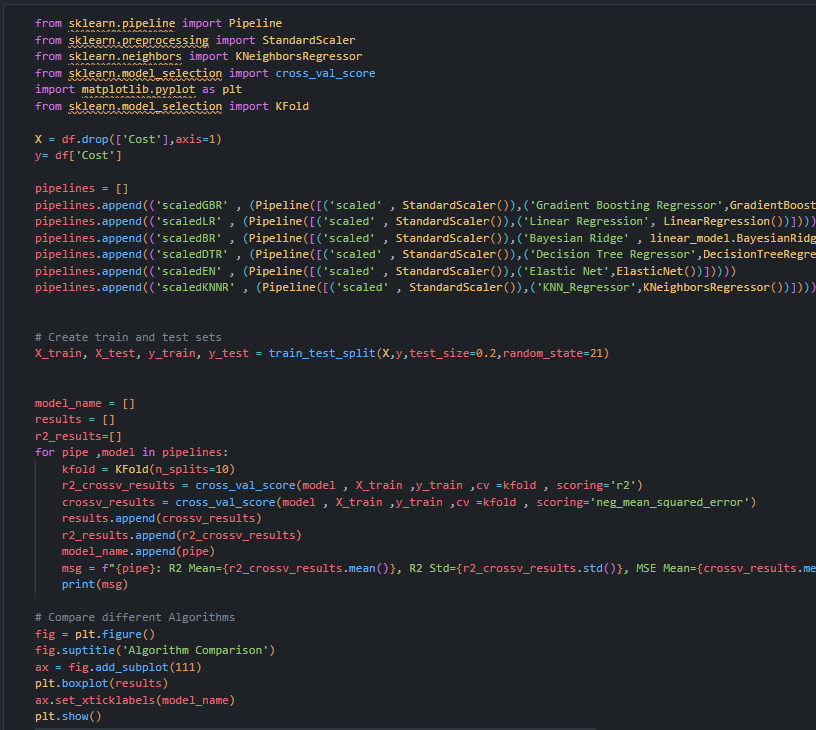 from sklearn.pipeline import Pipeline
from sklearn.preprocessing import StandardScaler
from sklearn.neighbors import KNeighborsRegressor
from sklearn.model_selection import cross_val_score
import matplotlib.pyplot as plt
from sklearn.model_selection import KFold
X = df.drop(['Cost'],axis=1)
y= df['Cost']
pipelines = []
pipelines.append(('scaledGBR' , (Pipeline([('scaled' , StandardScaler()),('Gradient Boosting Regressor',GradientBoost
pipelines.append(('scaledLR' , (Pipeline([('scaled' , StandardScaler()),('Linear Regression', LinearRegression())])))
pipelines.append(('scaledBR' , (Pipeline([('scaled' , StandardScaler()),('Bayesian Ridge' , linear_model.BayesianRidg
pipelines.append(('scaledDTR' , (Pipeline([('scaled' , StandardScaler()),('Decision Tree Regressor',DecisionTreeRegre
pipelines.append(('scaledEN' , (Pipeline([('scaled' , StandardScaler()),('Elastic Net',ElasticNet())]))))
pipelines.append(('scaledKNNR' , (Pipeline([('scaled' , StandardScaler()),('KNN_Regressor',KNeighborsRegressor())])))
# Create train and test sets
X_train, X_test, y_train, y_test = train_test_split(X,y,test_size=0.2,random_state=21)
model_name = []
results = []
r2_results=[]
for pipe ,model in pipelines:
    kfold = KFold(n_splits=10)
    r2_crossv_results = cross_val_score(model , X_train ,y_train ,cv =kfold , scoring='r2')
    crossv_results = cross_val_score(model , X_train ,y_train ,cv =kfold , scoring='neg_mean_squared_error')
    results.append(crossv_results)
    r2_results.append(r2_crossv_results)
    model_name.append(pipe)
    msg = f"{pipe}: R2 Mean={r2_crossv_results.mean()}, R2 Std={r2_crossv_results.std()}, MSE Mean={crossv_results.me
    print(msg)
# Compare different Algorithms
fig = plt.figure()
fig.suptitle('Algorithm Comparison')
ax = fig.add_subplot(111)
plt.boxplot(results)
ax.set_xticklabels(model_name)
plt.show()